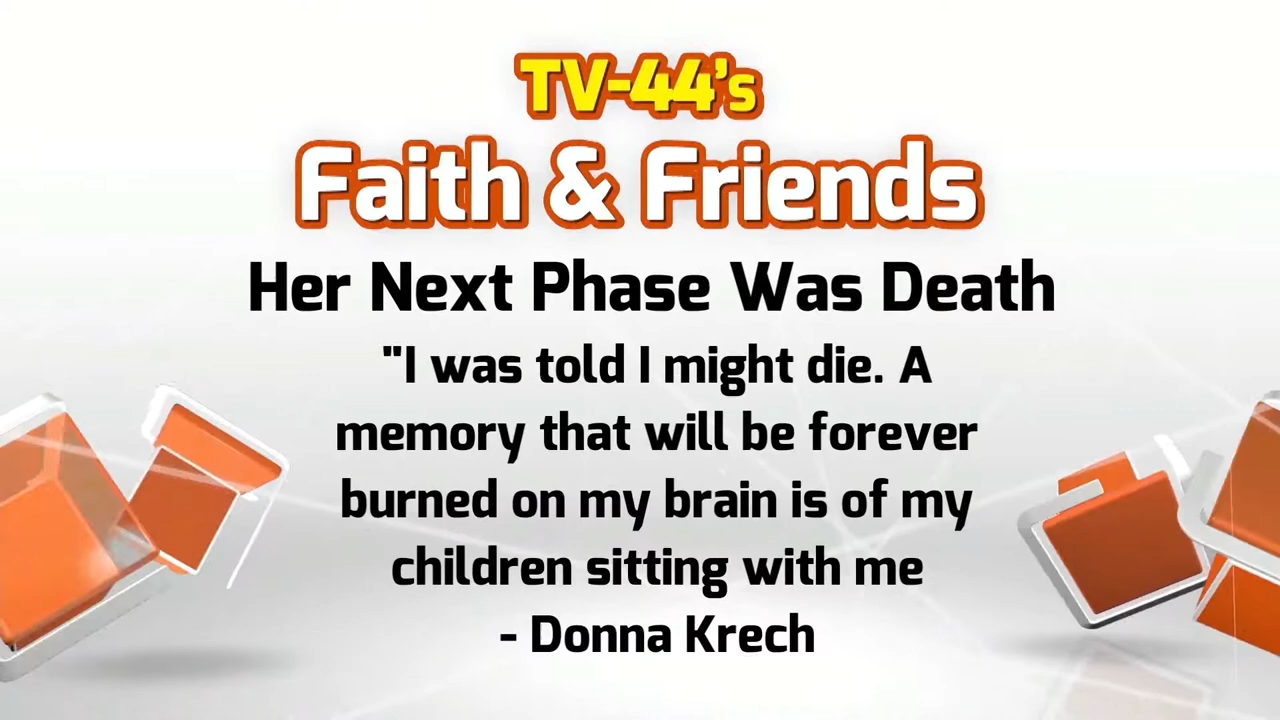 TV-44's
Faith & Friends
Her Next Phase Was Death
"I was told I might die. A
memory that will be forever
burned on my brain is of my
children sitting with me
- Donna Krech